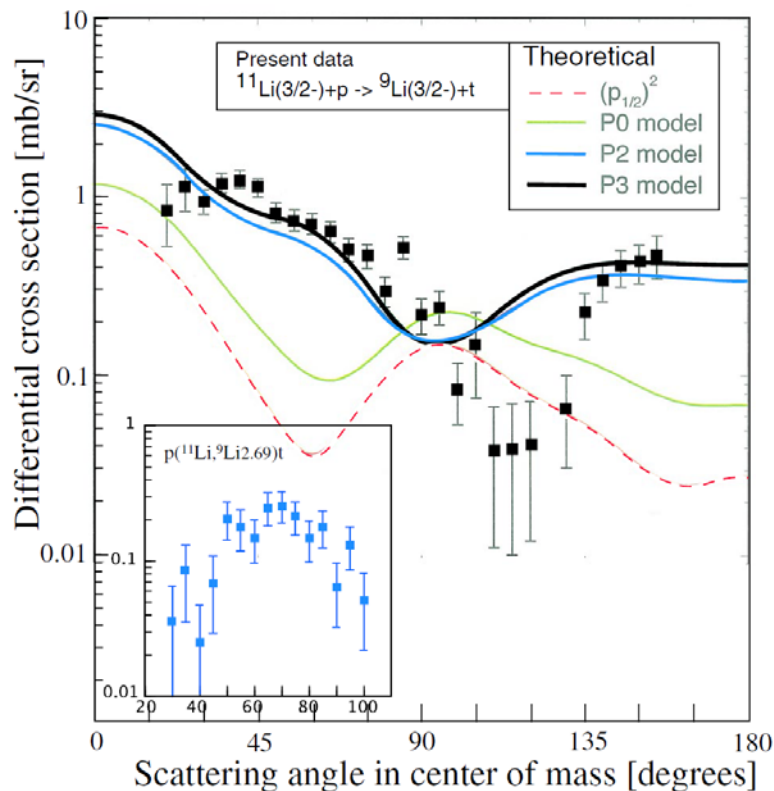 10
1
0.1
0.01
Differential cross section [mb/sr]
Present data
¹¹Li(3/2-)+p -> ⁹Li(3/2-)+t
Theoretical
(p₁/₂)²
P0 model
P2 model
P3 model
p(¹¹Li,⁹Li2.69)t
1
0.1
0.01
20 40 60 80 100
0 45 90 135 180
Scattering angle in center of mass [degrees]